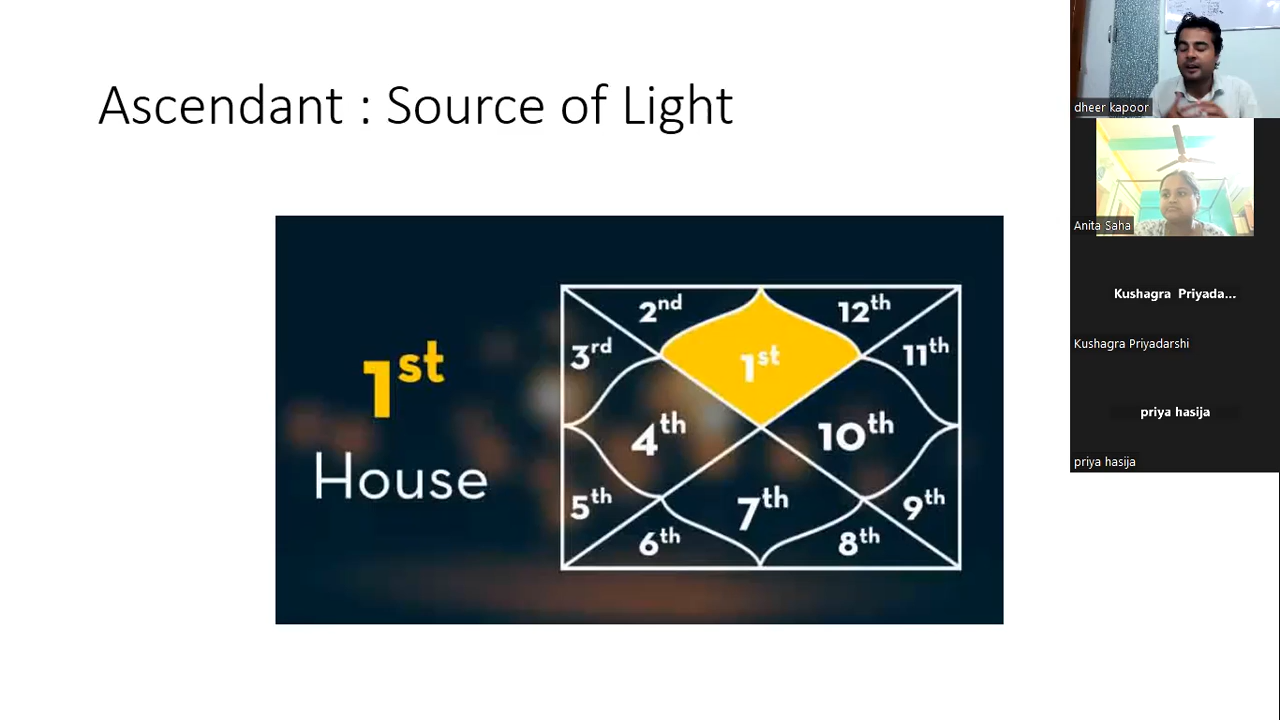 Ascendant : Source of Light
1st
House
2nd
12th
3rd
1st
11th
4th
10th
5th
7th
9th
6th
8th
dheer kapoor
Anita Saha
Kushagra Priyada...
Kushagra Priyadarshi
priya hasija
priya hasija